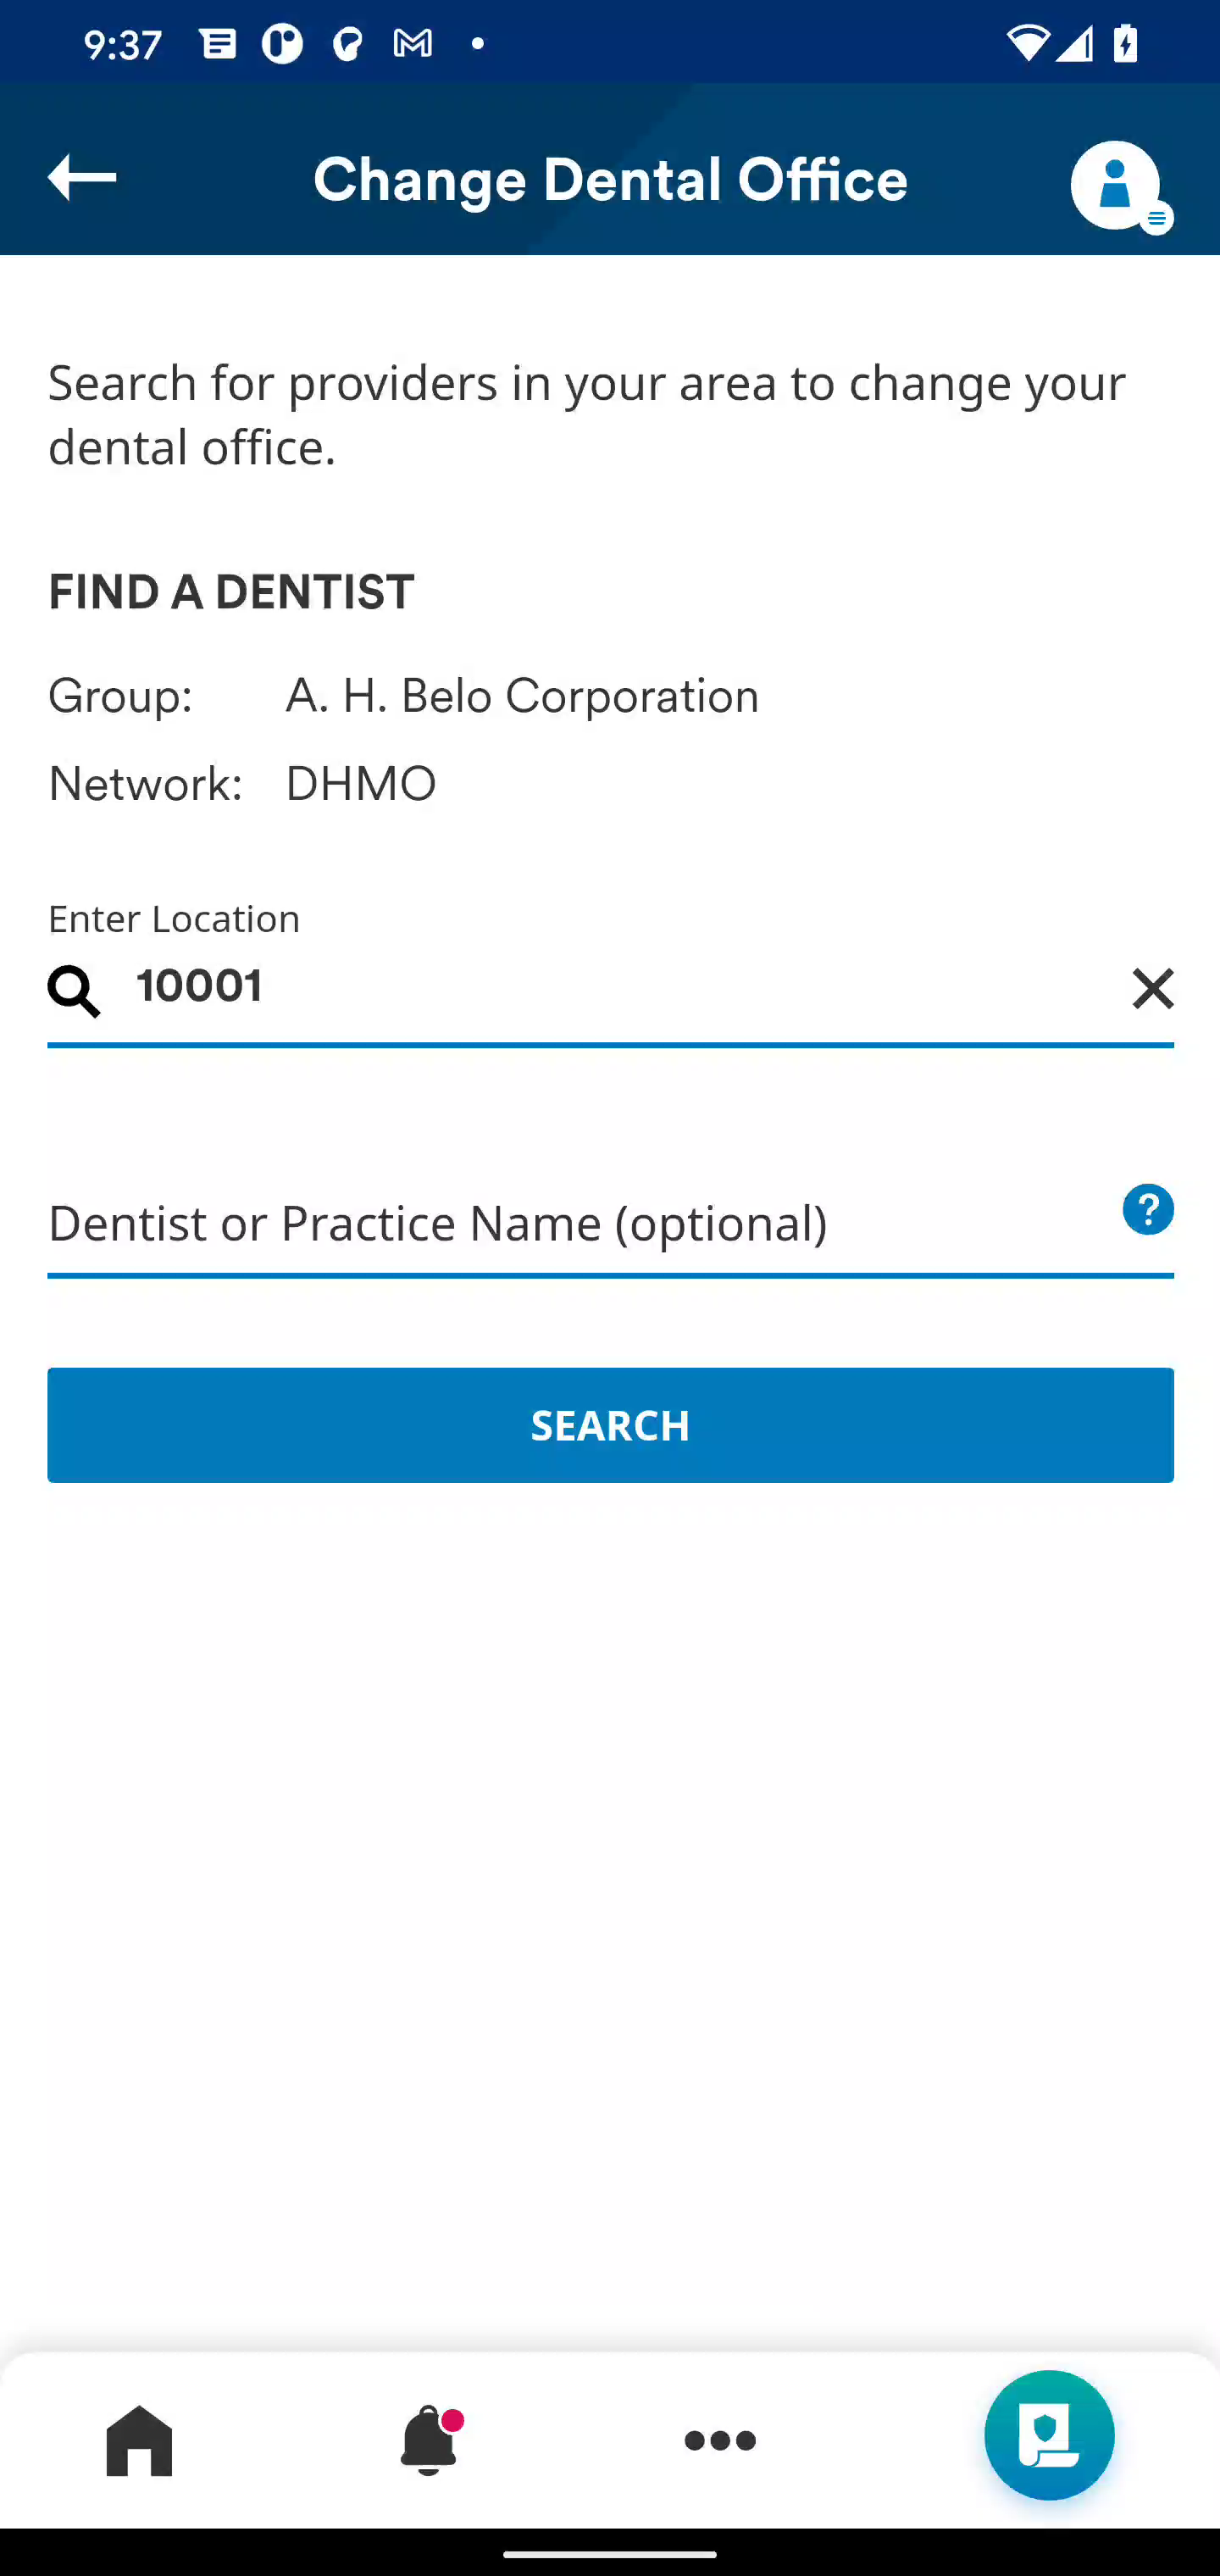 9:37
Change Dental Office
Search for providers in your area to change your
dental office.
FIND A DENTIST
Group: A. H. Belo Corporation
Network: DHMO
Enter Location
10001
Dentist or Practice Name (optional)
?
SEARCH